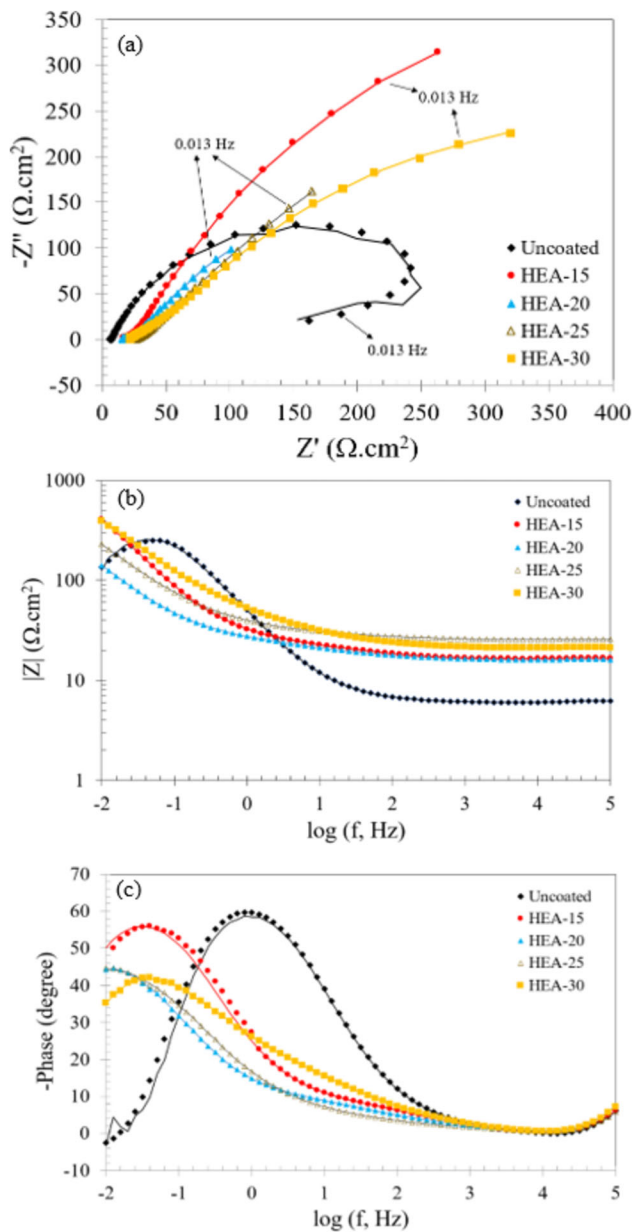 (a)
350
300
250
200
150
100
50
0
-50
-Z" (Ω.cm²)
0 50 100 150 200 250 300 350 400
Z' (Ω.cm²)
0.013 Hz
0.013 Hz
0.013 Hz
Uncoated
HEA-15
HEA-20
HEA-25
HEA-30
(b)
1000
100
10
1
|Z| (Ω.cm²)
-2 -1 0 1 2 3 4 5
log (f, Hz)
Uncoated
HEA-15
HEA-20
HEA-25
HEA-30
(c)
70
60
50
40
30
20
10
0
-10
-Phase (degree)
-2 -1 0 1 2 3 4 5
log (f, Hz)
Uncoated
HEA-15
HEA-20
HEA-25
HEA-30